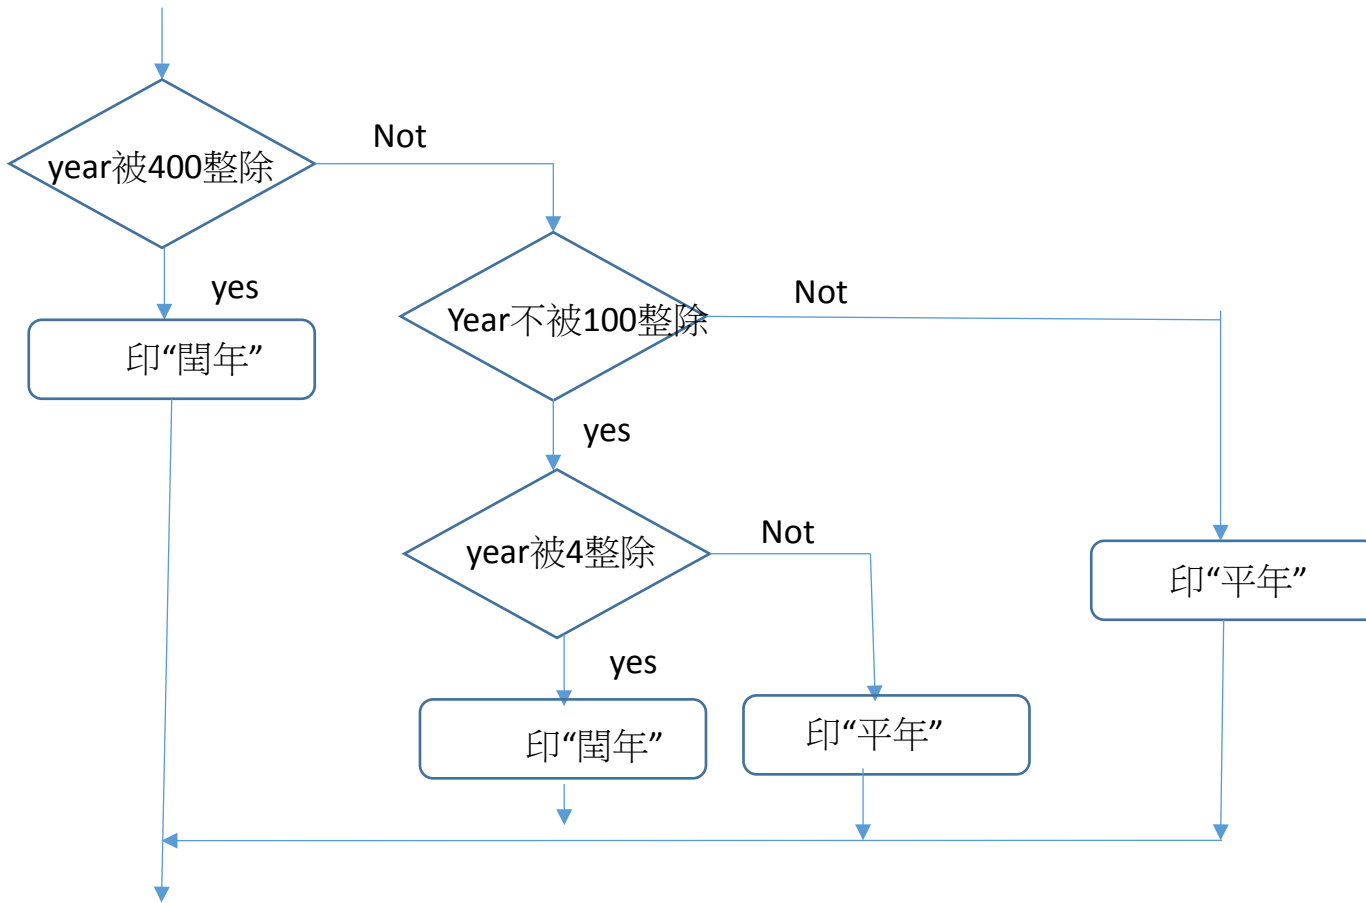 Not
year被400整除
yes
Not
Year不被100整除
印“閏年”
yes
Not
year被4整除
印“平年”
yes
印“閏年”
印“平年”